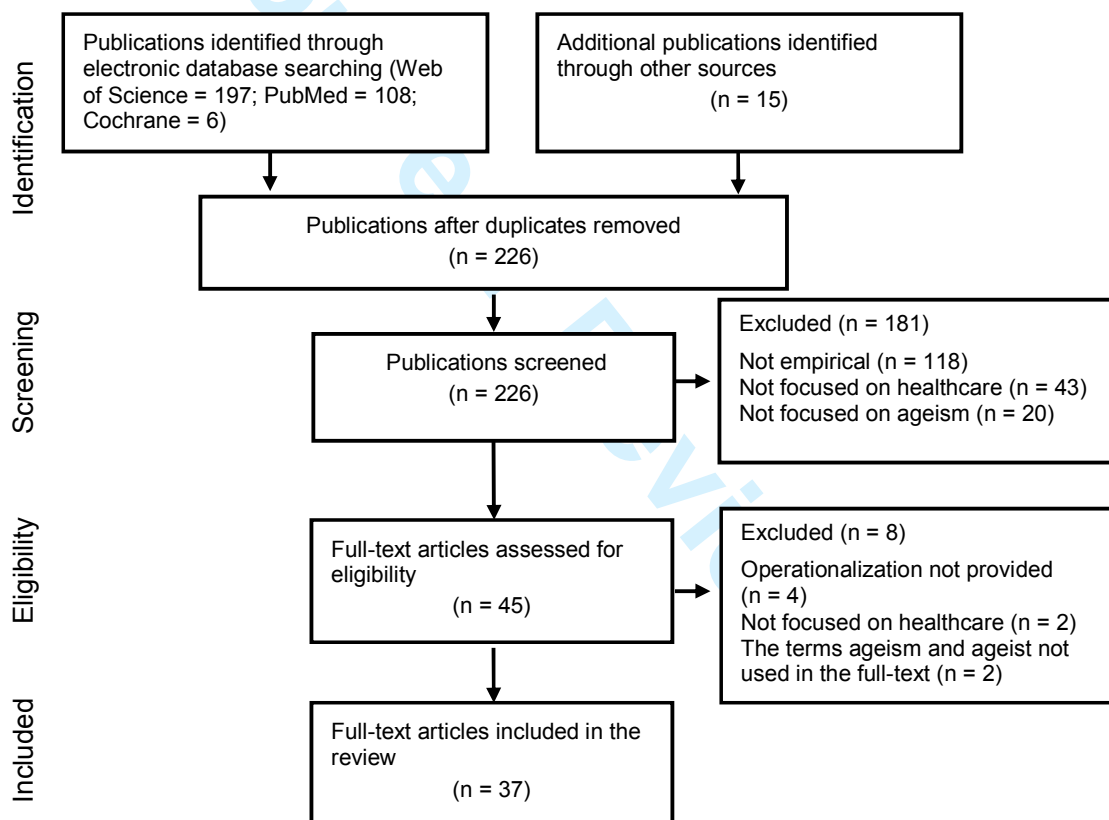 Identification
Publications identified through
electronic database searching (Web
of Science = 197; PubMed = 108;
Cochrane = 6)
Additional publications identified
through other sources
(n = 15)
Publications after duplicates removed
(n = 226)
Screening
Publications screened
(n = 226)
Excluded (n = 181)
Not empirical (n = 118)
Not focused on healthcare (n = 43)
Not focused on ageism (n = 20)
Eligibility
Full-text articles assessed for
eligibility
(n = 45)
Excluded (n = 8)
Operationalization not provided
(n = 4)
Not focused on healthcare (n = 2)
The terms ageism and ageist not
used in the full-text (n = 2)
Included
Full-text articles included in the
review
(n = 37)